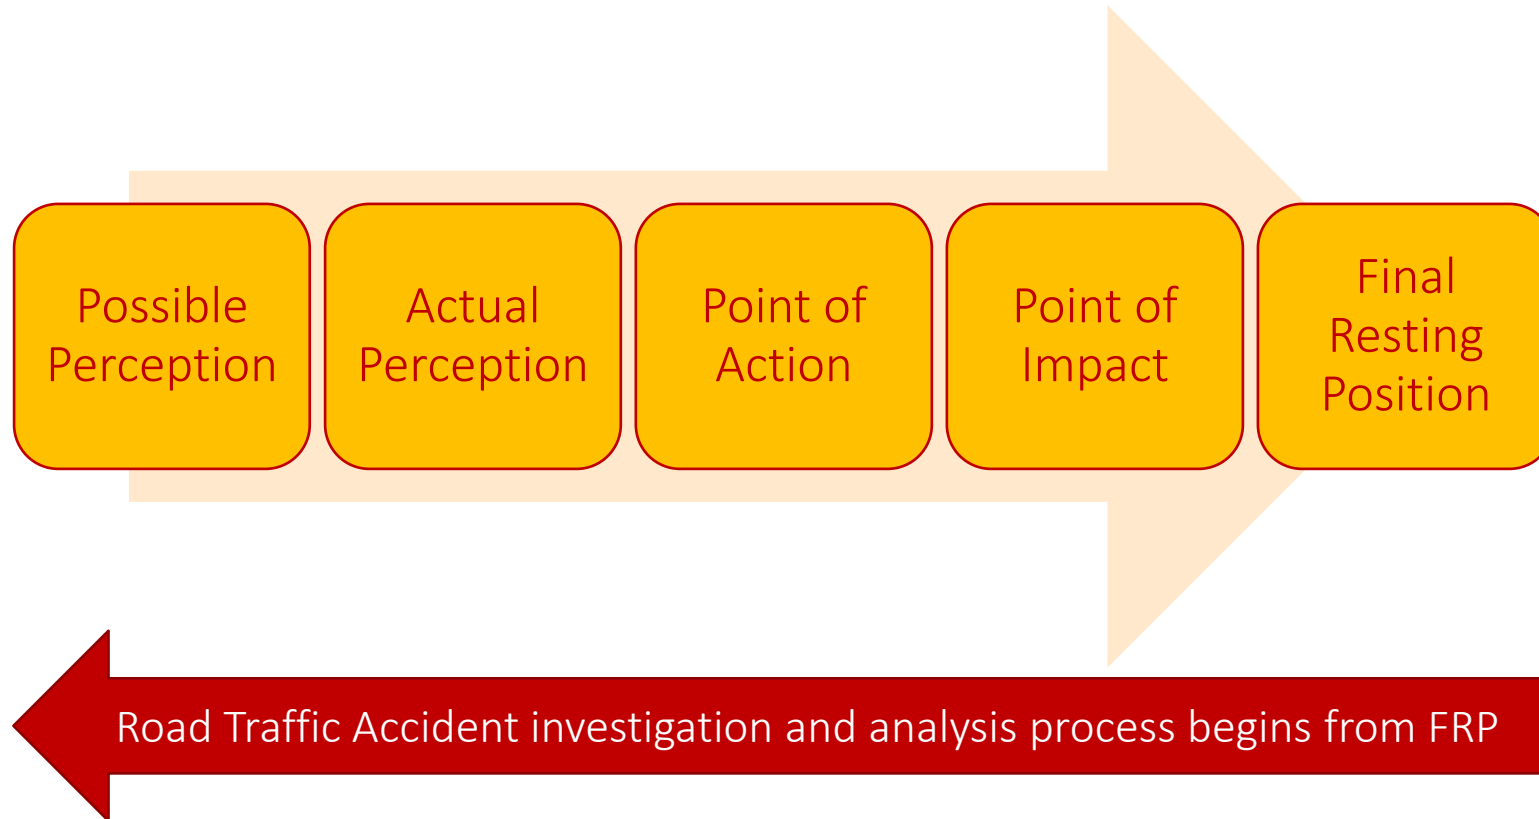 Possible
Perception
Actual
Perception
Point of
Action
Point of
Impact
Final
Resting
Position
Road Traffic Accident investigation and analysis process begins from FRP